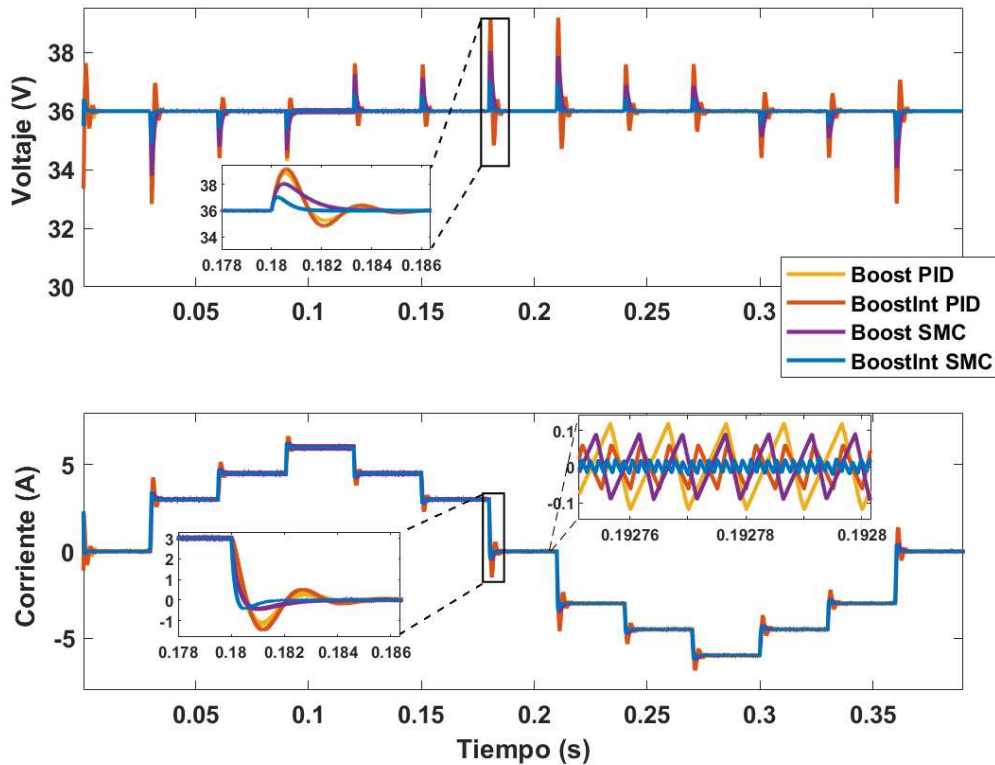 38
36
34
32
30
Voltaje (V)
38
36
34
0.178 0.18 0.182 0.184 0.186
0.05 0.1 0.15 0.2 0.25 0.3
Boost PID
BoostInt PID
Boost SMC
BoostInt SMC
5
0
-5
Corriente (A)
0.1
0
-0.1
0.19276 0.19278 0.1928
3
2
1
0
-1
0.178 0.18 0.182 0.184 0.186
0.05 0.1 0.15 0.2 0.25 0.3 0.35
Tiempo (s)